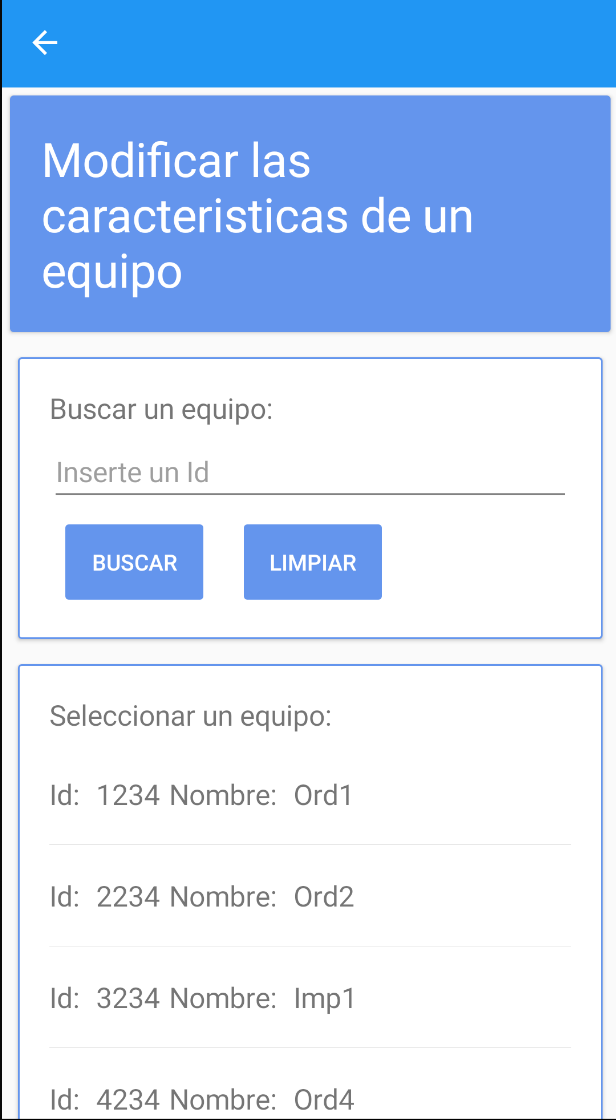 Modificar las
caracteristicas de un
equipo
Buscar un equipo:
Inserte un Id
BUSCAR LIMPIAR
Seleccionar un equipo:
Id: 1234 Nombre: Ord1
Id: 2234 Nombre: Ord2
Id: 3234 Nombre: Imp1
Id: 4234 Nombre: Ord4